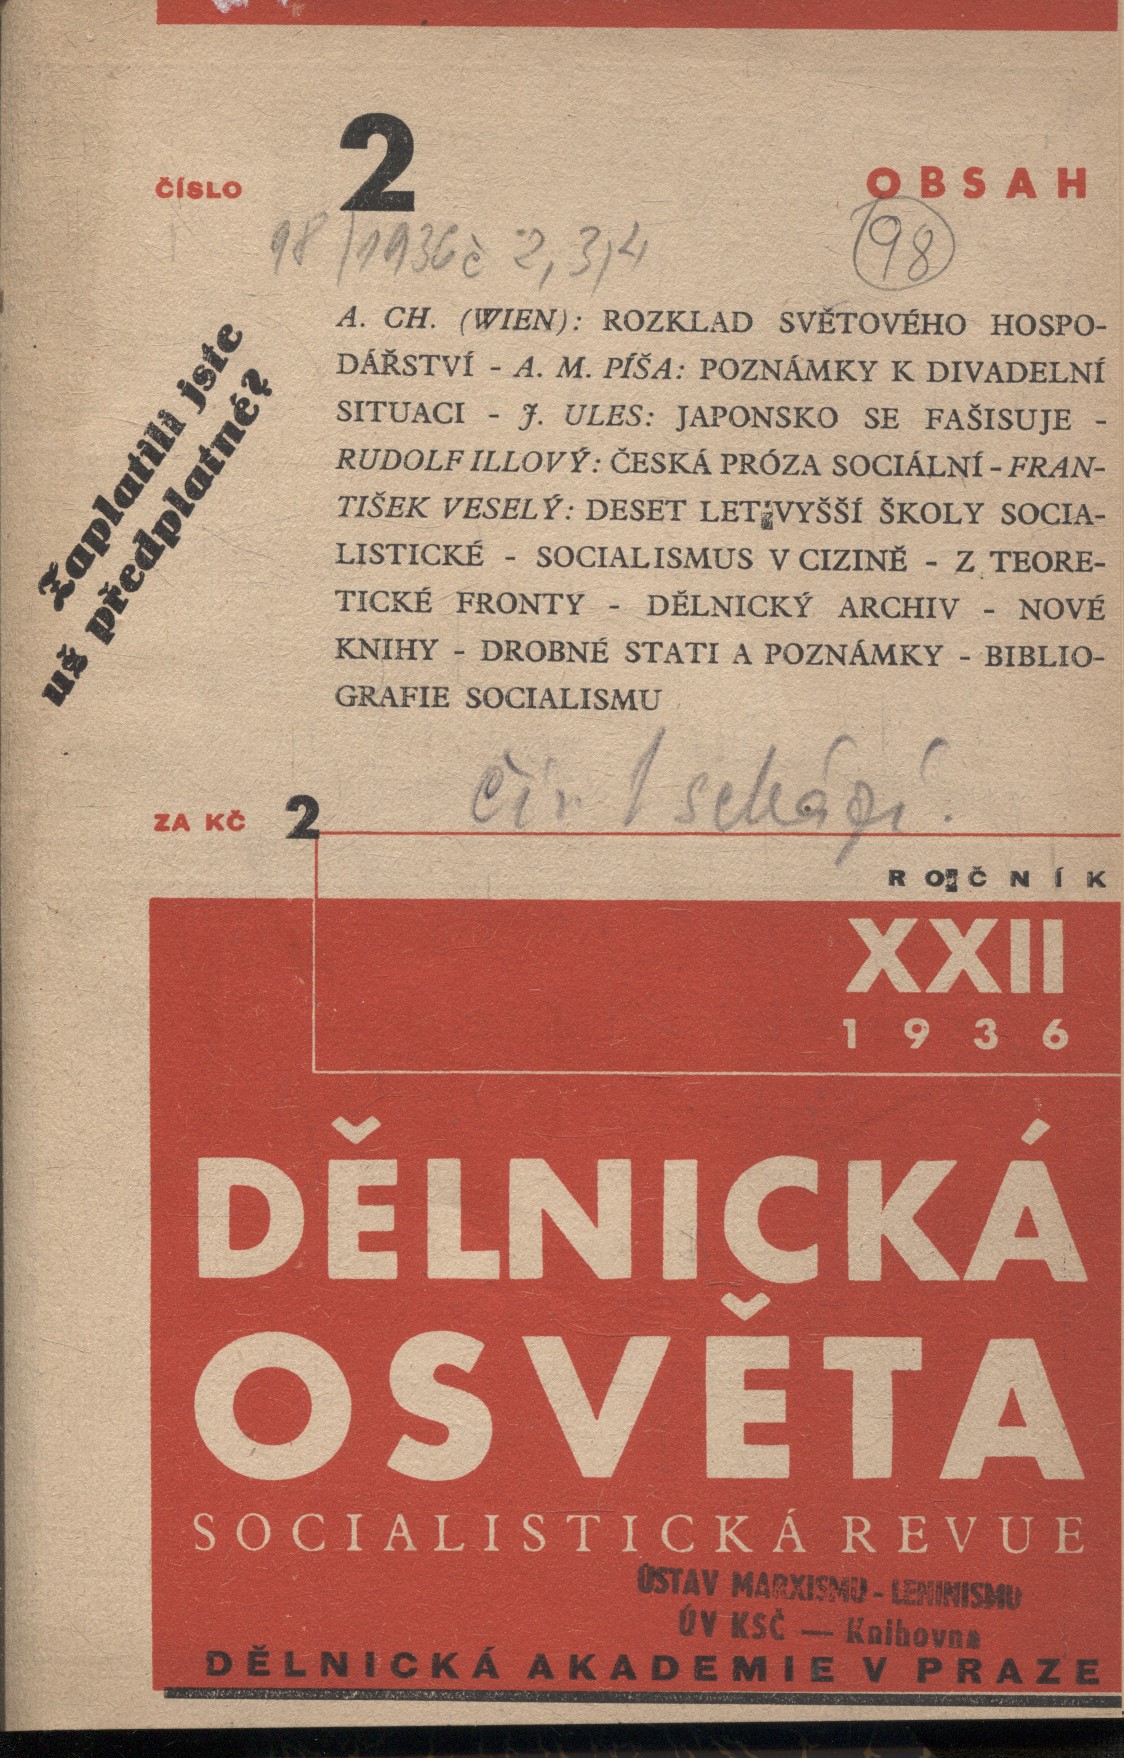 ČÍSLO 2
OBSAH
98/1936 č 2,3,4
98
A. CH. (WIEN): ROZKLAD SVĚTOVÉHO HOSPO-
DÁŘSTVÍ - A. M. PÍŠA: POZNÁMKY K DIVADELNÍ
SITUACI - J. ULES: JAPONSKO SE FAŠISUJE -
RUDOLF ILLOVÝ: ČESKÁ PRÓZA SOCIÁLNÍ - FRAN-
TIŠEK VESELÝ: DESET LET VYŠŠÍ ŠKOLY SOCIA-
LISTICKÉ - SOCIALISMUS V CIZINĚ - Z TEORE-
TICKÉ FRONTY - DĚLNICKÝ ARCHIV - NOVÉ
KNIHY - DROBNÉ STATI A POZNÁMKY - BIBLIO-
GRAFIE SOCIALISMU
Zaplatili jste
už předplatné?
1 schází.
ZA KČ 2
ROČNÍK
XXII
1936
DĚLNICKÁ
OSVĚTA
SOCIALISTICKÁ REVUE
ÚSTAV MARXISMU - LENINISMU
ÚV KSČ — Knihovna
DĚLNICKÁ AKADEMIE V PRAZE